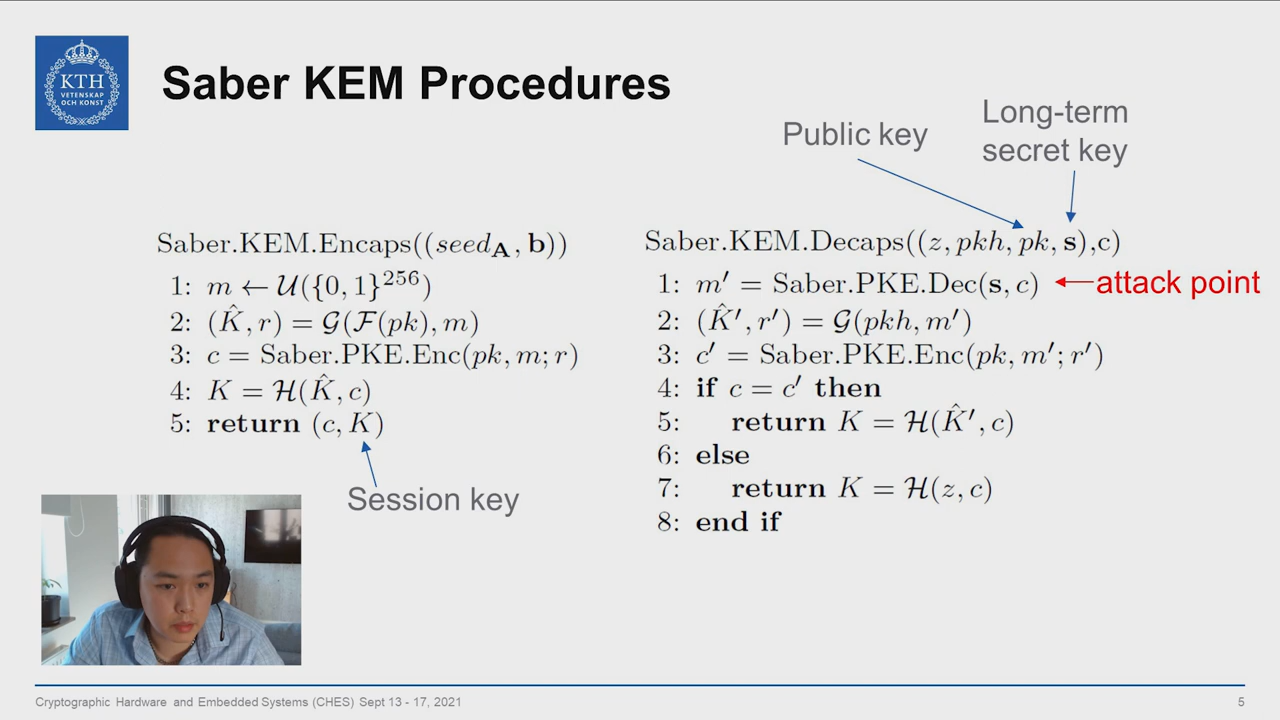 KTH
VETENSKAP
OCH KONST
Saber KEM Procedures
Public key
Long-term
secret key
Saber.KEM.Encaps((seed_A, b))
1: m ← U({0, 1}^256)
2: (K̂, r) = G(F(pk), m)
3: c = Saber.PKE.Enc(pk, m; r)
4: K = H(K̂, c)
5: return (c, K)
Session key
Saber.KEM.Decaps((z, pkh, pk, s),c)
1: m′ = Saber.PKE.Dec(s, c)
attack point
2: (K̂′, r′) = G(pkh, m′)
3: c′ = Saber.PKE.Enc(pk, m′; r′)
4: if c = c′ then
5: return K = H(K̂′, c)
6: else
7: return K = H(z, c)
8: end if
Cryptographic Hardware and Embedded Systems (CHES) Sept 13 - 17, 2021
5